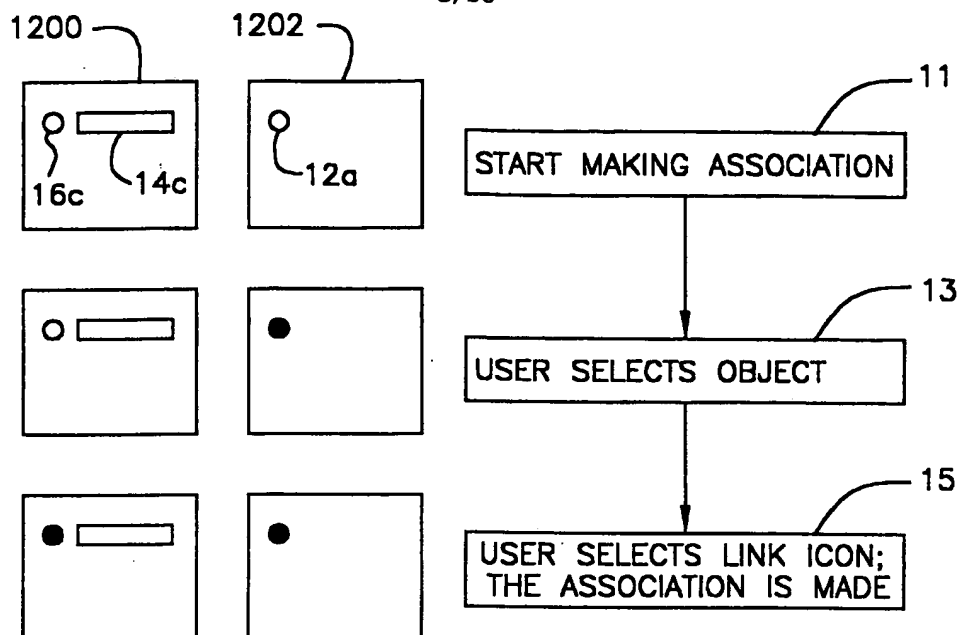 1200
1202
11
16c
14c
12a
START MAKING ASSOCIATION
13
USER SELECTS OBJECT
15
USER SELECTS LINK ICON;
THE ASSOCIATION IS MADE